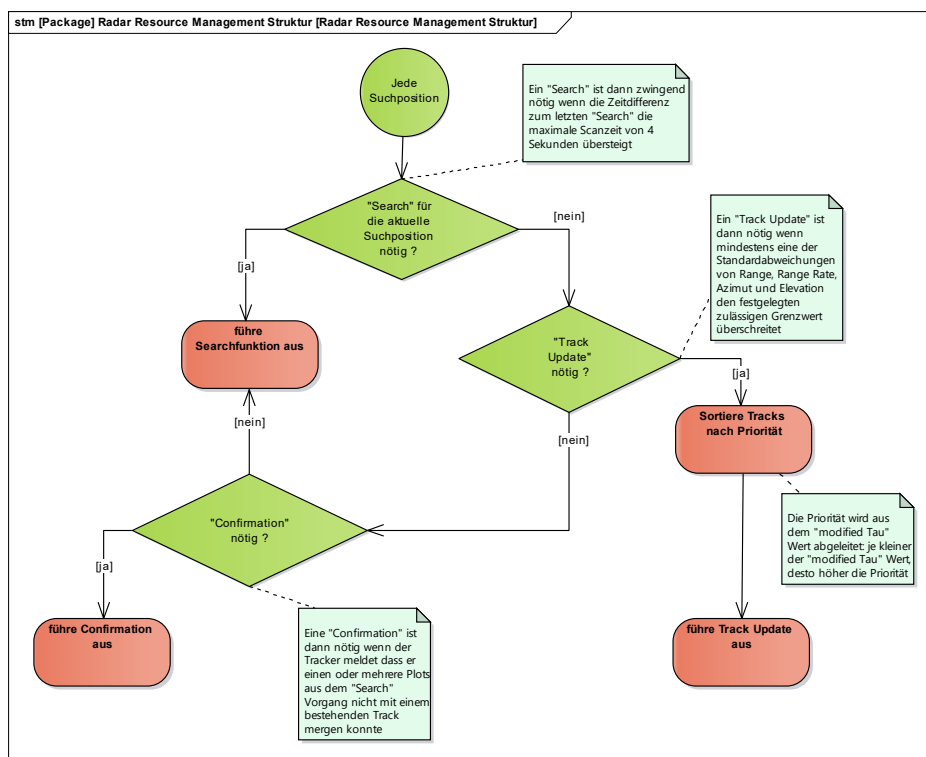 stm [Package] Radar Resource Management Struktur [Radar Resource Management Struktur]
Jede
Suchposition
Ein "Search" ist dann zwingend
nötig wenn die Zeitdifferenz
zum letzten "Search" die
maximale Scanzeit von 4
Sekunden übersteigt
"Search" für
die aktuelle
Suchposition
nötig ?
[nein]
[ja]
Ein "Track Update" ist
dann nötig wenn
mindestens eine der
Standardabweichungen
von Range, Range Rate,
Azimut und Elevation
den festgelegten
zulässigen Grenzwert
überschreitet
führe
Searchfunktion aus
"Track
Update"
nötig ?
[ja]
[nein]
[nein]
Sortiere Tracks
nach Priorität
Die Priorität wird aus
dem "modified Tau"
Wert abgeleitet: je kleiner
der "modified Tau" Wert,
desto höher die Priorität
"Confirmation"
nötig ?
[ja]
führe Confirmation
aus
Eine "Confirmation" ist
dann nötig wenn der
Tracker meldet dass er
einen oder mehrere Plots
aus dem "Search"
Vorgang nicht mit einem
bestehenden Track
mergen konnte
führe Track Update
aus